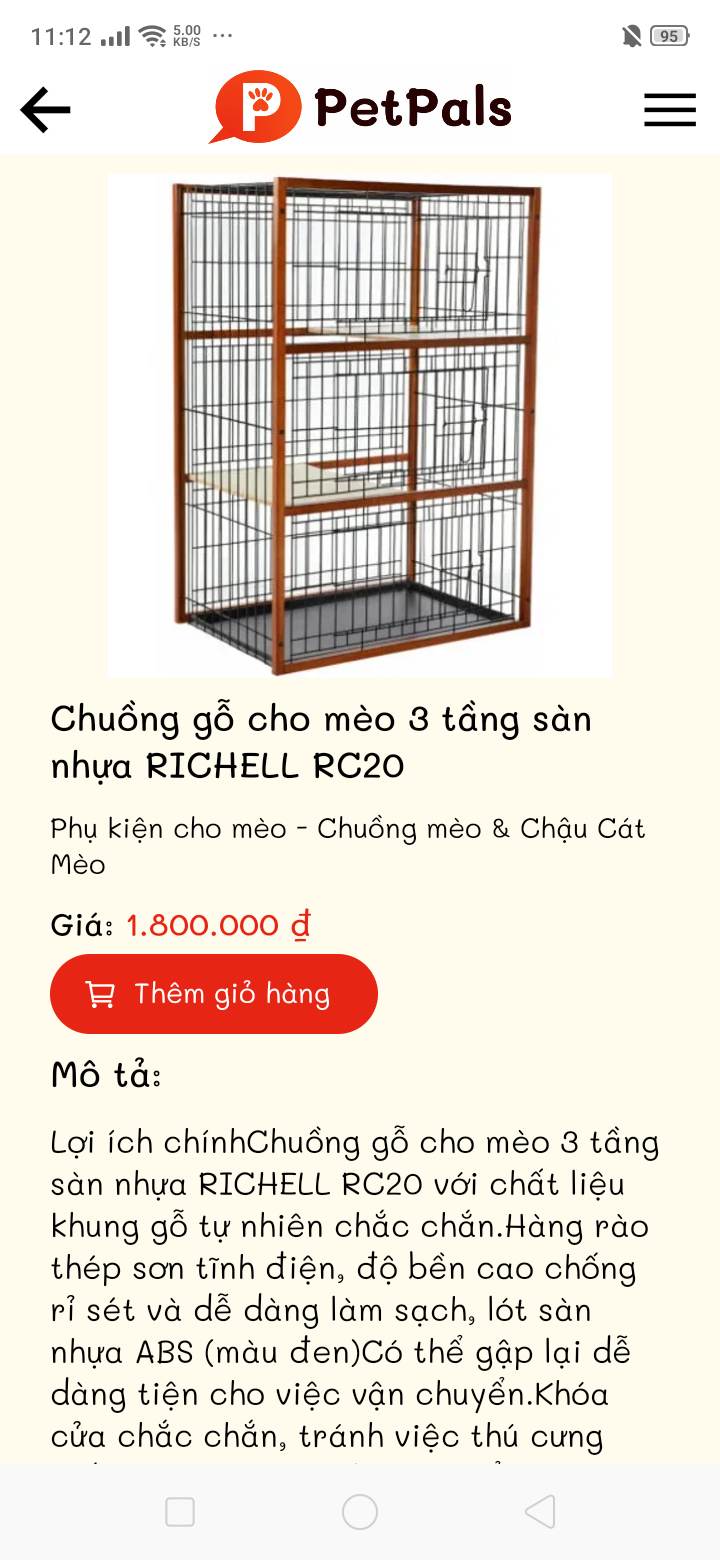 11:12
5.00
KB/S
...
95
P PetPals
Chuồng gỗ cho mèo 3 tầng sàn
nhựa RICHELL RC20
Phụ kiện cho mèo - Chuồng mèo & Chậu Cát
Mèo
Giá: 1.800.000 ₫
Thêm giỏ hàng
Mô tả:
Lợi ích chínhChuồng gỗ cho mèo 3 tầng
sàn nhựa RICHELL RC20 với chất liệu
khung gỗ tự nhiên chắc chắn.Hàng rào
thép sơn tĩnh điện, độ bền cao chống
rỉ sét và dễ dàng làm sạch, lót sàn
nhựa ABS (màu đen)Có thể gập lại dễ
dàng tiện cho việc vận chuyển.Khóa
cửa chắc chắn, tránh việc thú cưng